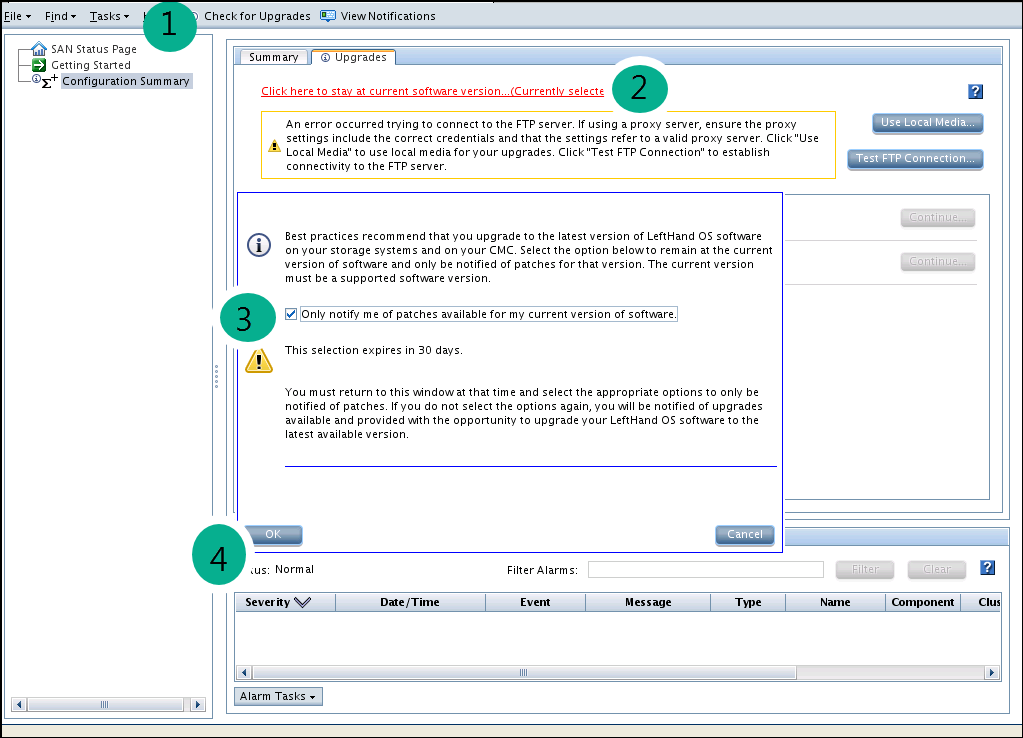 File Find Tasks Check for Upgrades View Notifications
1
SAN Status Page
Getting Started
Configuration Summary
Summary Upgrades
Click here to stay at current software version...(Currently selecte
2
An error occurred trying to connect to the FTP server. If using a proxy server, ensure the proxy
settings include the correct credentials and that the settings refer to a valid proxy server. Click "Use
Local Media" to use local media for your upgrades. Click "Test FTP Connection" to establish
connectivity to the FTP server.
Use Local Media...
Test FTP Connection...
Continue...
Continue...
Best practices recommend that you upgrade to the latest version of LeftHand OS software
on your storage systems and on your CMC. Select the option below to remain at the current
version of software and only be notified of patches for that version. The current version
must be a supported software version.
3
Only notify me of patches available for my current version of software.
This selection expires in 30 days.
You must return to this window at that time and select the appropriate options to only be
notified of patches. If you do not select the options again, you will be notified of upgrades
available and provided with the opportunity to upgrade your LeftHand OS software to the
latest available version.
OK Cancel
4
Normal Filter Alarms: Filter Clear
Severity Date/Time Event Message Type Name Component Clus
Alarm Tasks